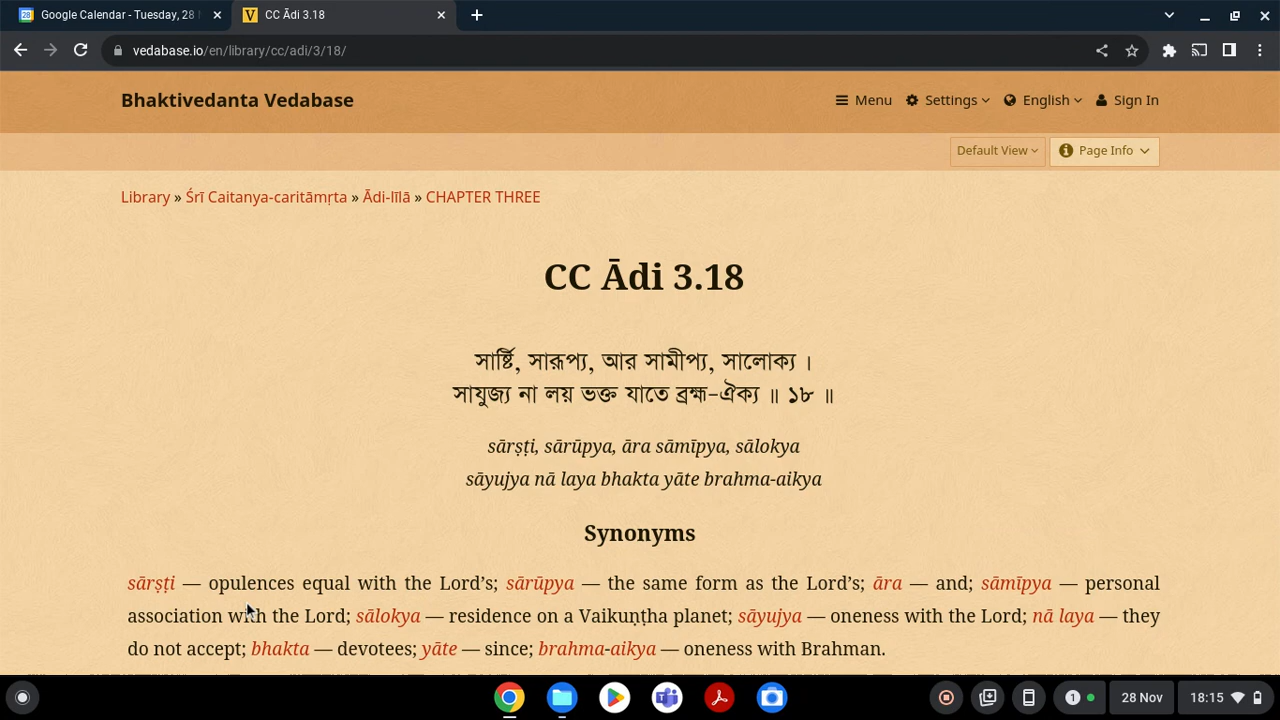 Google Calendar - Tuesday, 28
CC Ādi 3.18
vedabase.io/en/library/cc/adi/3/18/
Bhaktivedanta Vedabase
Menu Settings English Sign In
Default View Page Info
Library » Śrī Caitanya-caritāmṛta » Ādi-līlā » CHAPTER THREE
CC Ādi 3.18
সার্ষ্টি, সারূপ্য, আর সামীপ্য, সালোক্য ।
সাযুজ্য না লয় ভক্ত যাতে ব্রহ্ম-ঐক্য ॥ ১৮ ॥
sārṣṭi, sārūpya, āra sāmīpya, sālokya
sāyujya nā laya bhakta yāte brahma-aikya
Synonyms
sārṣṭi — opulences equal with the Lord’s; sārūpya — the same form as the Lord’s; āra — and; sāmīpya — personal
association with the Lord; sālokya — residence on a Vaikuṇṭha planet; sāyujya — oneness with the Lord; nā laya — they
do not accept; bhakta — devotees; yāte — since; brahma-aikya — oneness with Brahman.
1 28 Nov 18:15